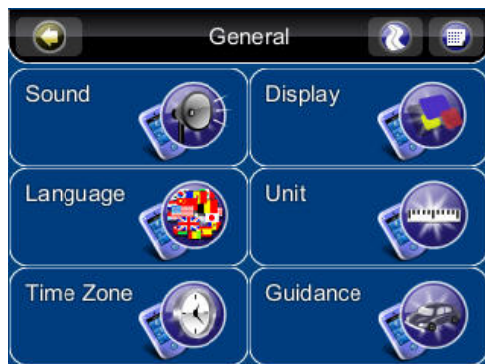 General
Sound
Display
Language
Unit
Time Zone
Guidance